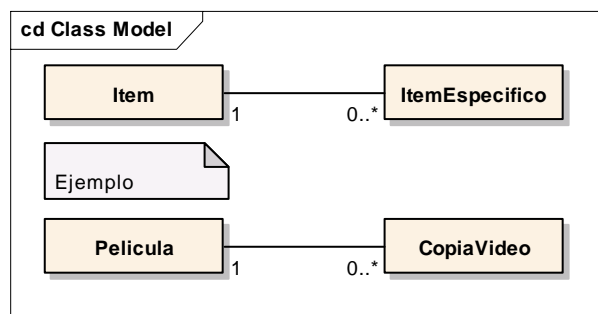 cd Class Model
Item
ItemEspecifico
1
0..*
Ejemplo
Pelicula
CopiaVideo
1
0..*